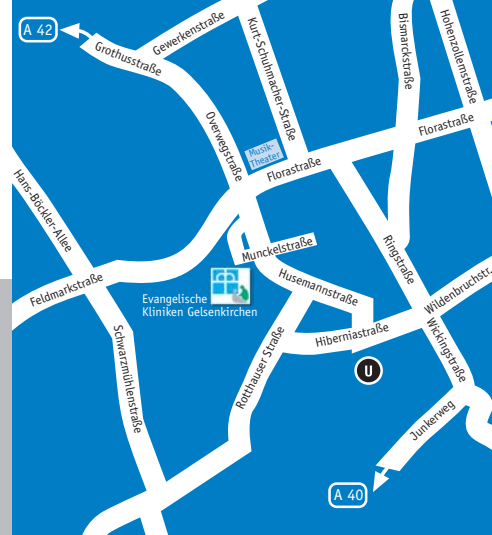 A 42
Grothusstraße
Gewerkenstraße
Kurt-Schuhmacher-Straße
Bismarckstraße
Hohenzollernstraße
Overwegstraße
Musik-
Theater
Florastraße
Florastraße
Hans-Böckler-Allee
Munckelstraße
Ringstraße
Feldmarkstraße
Husemannstraße
Wildenbruchstr.
Evangelische
Kliniken Gelsenkirchen
Hiberniastraße
Wickingstraße
Schwarzmühlenstraße
Rotthauser Straße
U
Junkerweg
A 40